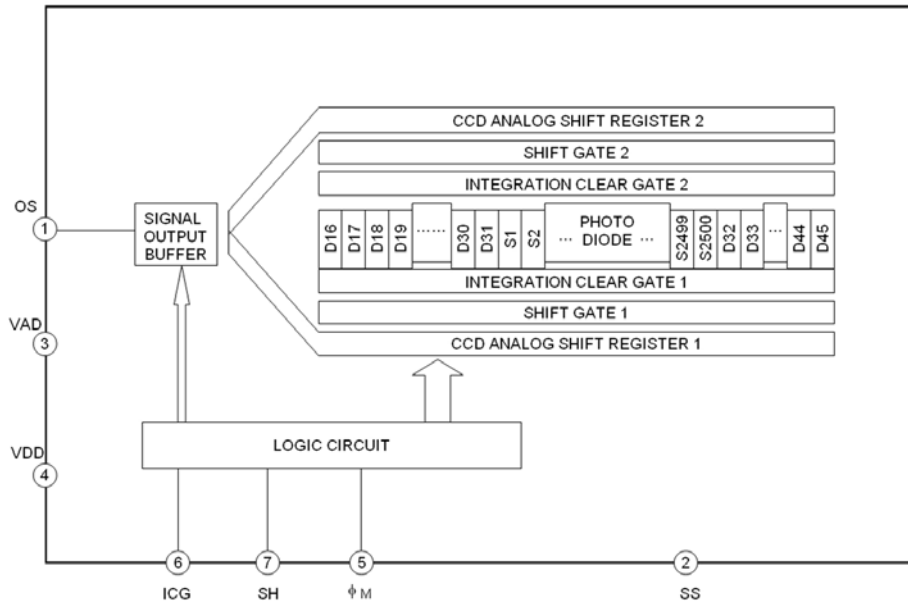 CCD ANALOG SHIFT REGISTER 2
SHIFT GATE 2
INTEGRATION CLEAR GATE 2
OS
1
SIGNAL
OUTPUT
BUFFER
D16
D17
D18
D19
......
D30
D31
S1
S2
PHOTO
... DIODE ...
S2499
S2500
D32
D33
...
D44
D45
INTEGRATION CLEAR GATE 1
SHIFT GATE 1
CCD ANALOG SHIFT REGISTER 1
VAD
3
LOGIC CIRCUIT
VDD
4
6
7
5
2
ICG
SH
ϕM
SS